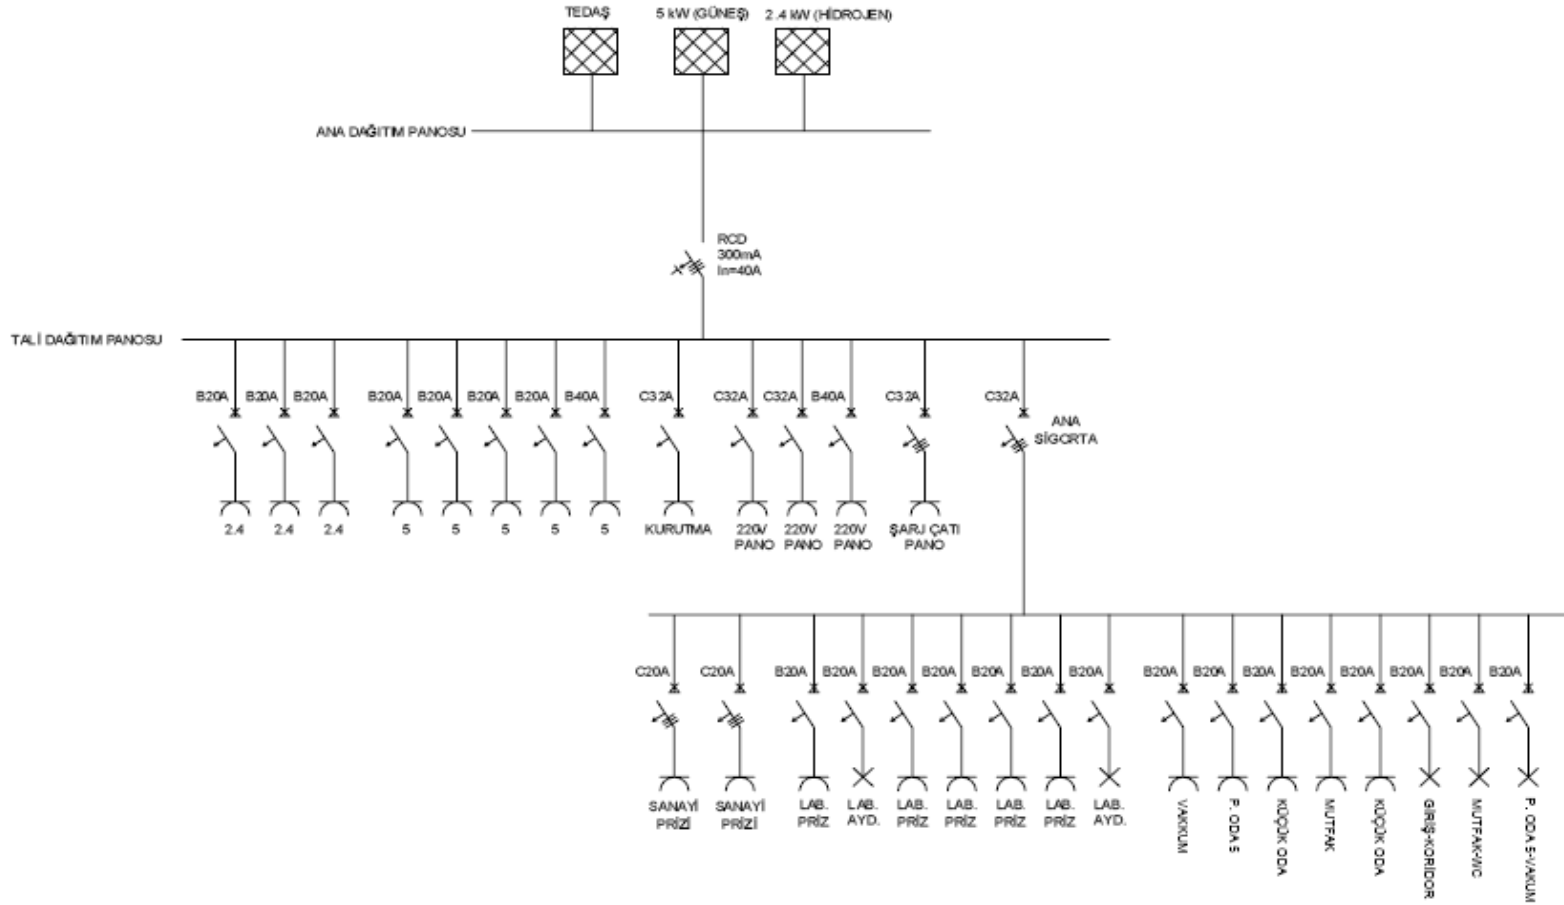 TEDAŞ
5 kW (GÜNEŞ)
2.4 kW (HİDROJEN)
ANA DAĞITIM PANOSU
RCD
300mA
In=40A
TALİ DAĞITIM PANOSU
B20A B20A B20A B20A B20A B20A B20A B40A C32A C32A C32A B40A C32A C32A
ANA
SİGORTA
2.4 2.4 2.4 5 5 5 5 5 KURUTMA 220V 220V 220V ŞARJ ÇATI
PANO PANO PANO PANO
C20A C20A B20A B20A B20A B20A B20A B20A B20A B20A B20A B20A B20A B20A B20A B20A B20A
SANAYİ SANAYİ LAB. LAB. LAB. LAB. LAB. LAB. LAB.
PRİZİ PRİZİ PRİZ AYD. PRİZ PRİZ PRİZ PRİZ AYD.
VAKKUM
P. ODA 5
KÜÇÜK ODA
MUTFAK
KÜÇÜK ODA
GİRİŞ-KORİDOR
MUTFAK-WC
P. ODA 5-VAKUM